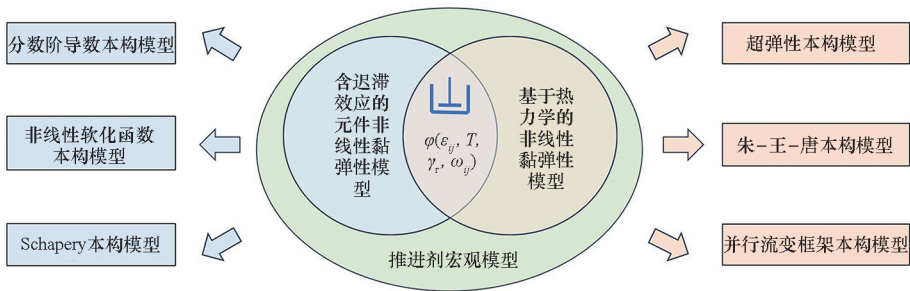 分数阶导数本构模型
非线性软化函数
本构模型
Schapery本构模型
含迟滞
效应的
元件非
线性黏
弹性模
型
φ(εij, T,
γr, ωij)
基于热
力学的
非线性
黏弹性
模型
推进剂宏观模型
超弹性本构模型
朱-王-唐本构模型
并行流变框架本构模型